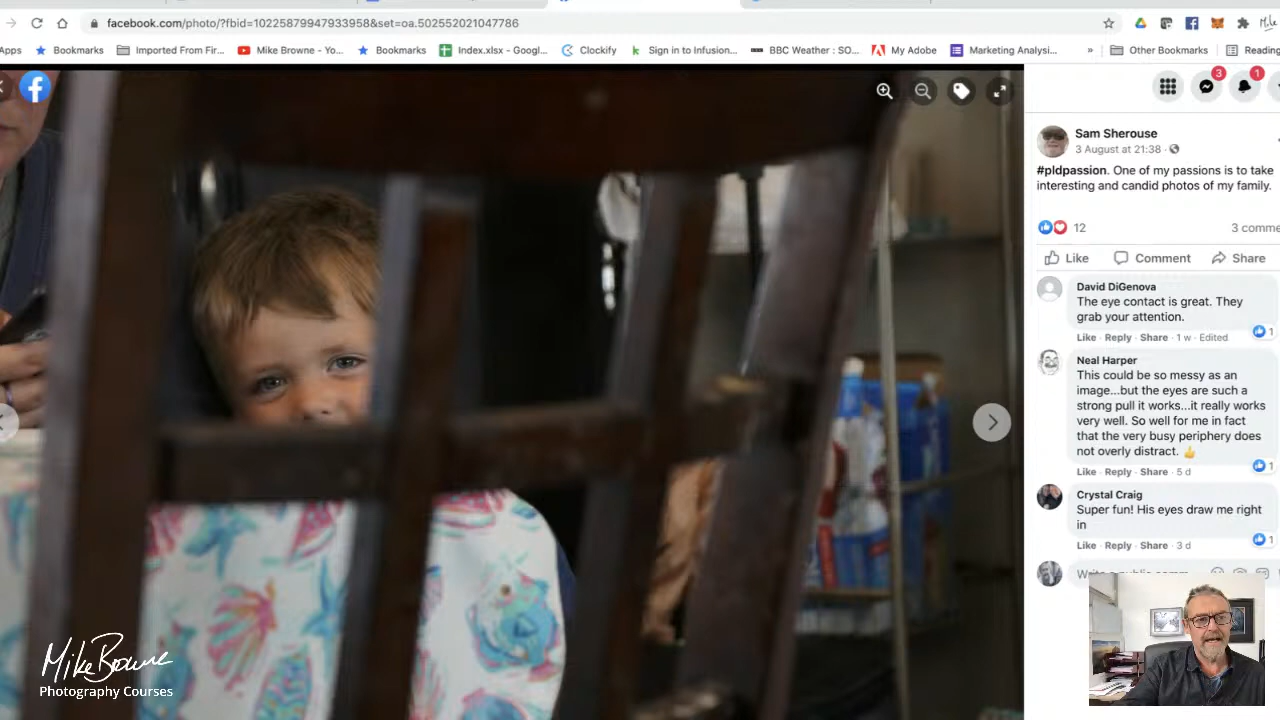 facebook.com/photo/?fbid=10225879947933958&set=oa.502552021047786
Apps Bookmarks Imported From Fir... Mike Browne - Yo... Bookmarks Index.xlsx - Googl... Clockify Sign in to Infusion... BBC Weather : SO... My Adobe Marketing Analysi... » Other Bookmarks Reading
3 1
Sam Sherouse
3 August at 21:38 ·
#pldpassion. One of my passions is to take
interesting and candid photos of my family.
12 3 comme
Like Comment Share
David DiGenova
The eye contact is great. They
grab your attention.
1
Like · Reply · Share · 1 w · Edited
Neal Harper
This could be so messy as an
image...but the eyes are such a
strong pull it works...it really works
very well. So well for me in fact
that the very busy periphery does
not overly distract. 👍
1
Like · Reply · Share · 5 d
Crystal Craig
Super fun! His eyes draw me right
in
1
Like · Reply · Share · 3 d
Mike Browne
Photography Courses